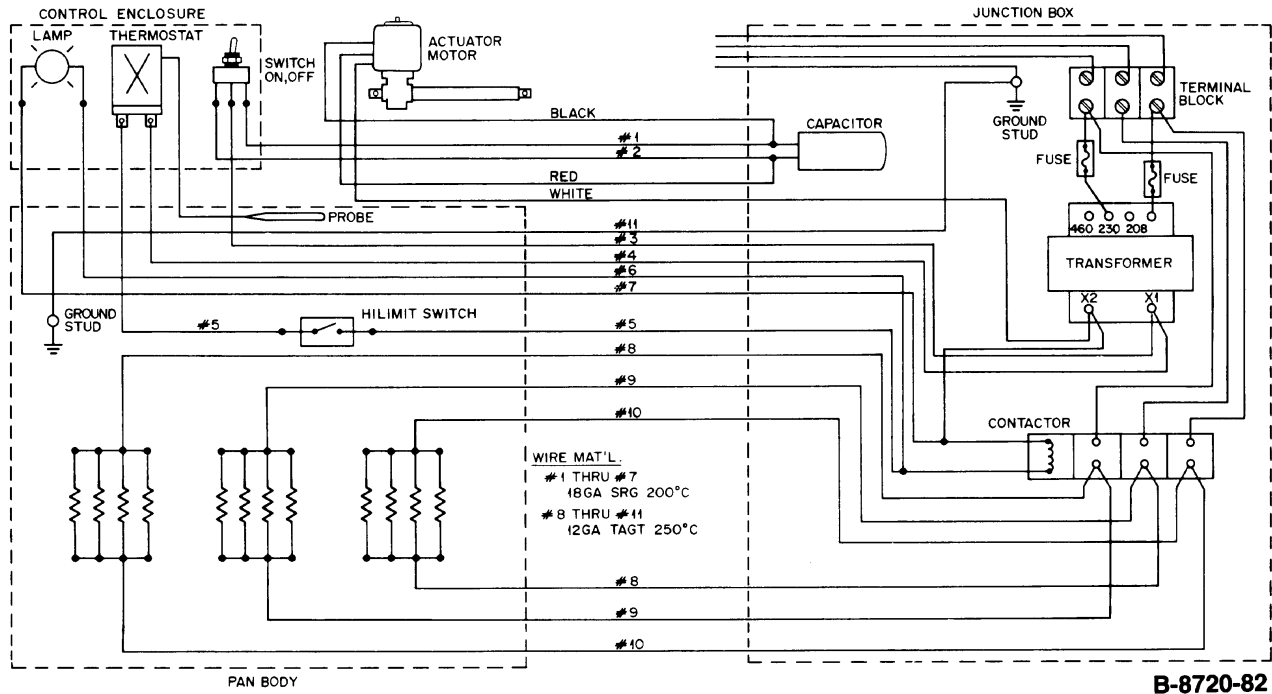 CONTROL ENCLOSURE
LAMP
THERMOSTAT
SWITCH
ON,OFF
ACTUATOR
MOTOR
JUNCTION BOX
TERMINAL
BLOCK
GROUND
STUD
BLACK
#1
#2
CAPACITOR
FUSE
FUSE
RED
WHITE
PROBE
#11
#3
#4
#6
#7
460 230 208
TRANSFORMER
X2 X1
GROUND
STUD
#5
HILIMIT SWITCH
#5
#8
#9
#10
CONTACTOR
WIRE MAT'L.
#1 THRU #7
18GA SRG 200°C
#8 THRU #11
12GA TAGT 250°C
#8
#9
#10
PAN BODY
B-8720-82